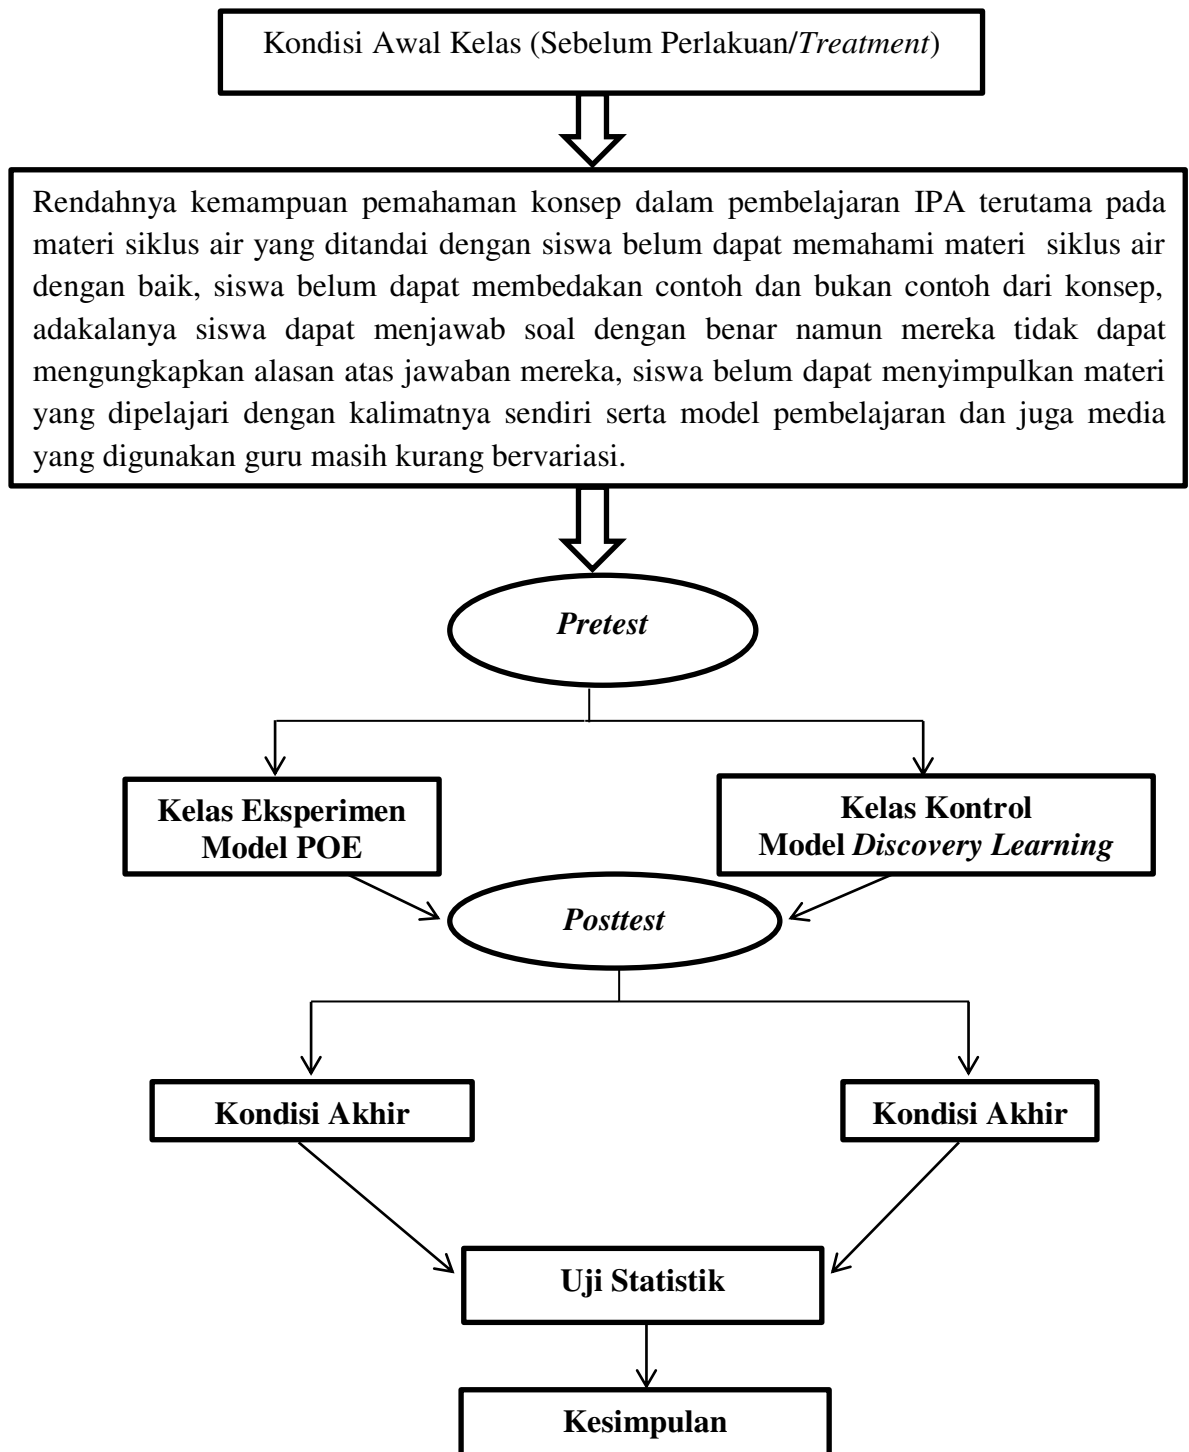 Kondisi Awal Kelas (Sebelum Perlakuan/Treatment)
Rendahnya kemampuan pemahaman konsep dalam pembelajaran IPA terutama pada
materi siklus air yang ditandai dengan siswa belum dapat memahami materi siklus air
dengan baik, siswa belum dapat membedakan contoh dan bukan contoh dari konsep,
adakalanya siswa dapat menjawab soal dengan benar namun mereka tidak dapat
mengungkapkan alasan atas jawaban mereka, siswa belum dapat menyimpulkan materi
yang dipelajari dengan kalimatnya sendiri serta model pembelajaran dan juga media
yang digunakan guru masih kurang bervariasi.
Pretest
Kelas Eksperimen
Model POE
Kelas Kontrol
Model Discovery Learning
Posttest
Kondisi Akhir
Kondisi Akhir
Uji Statistik
Kesimpulan